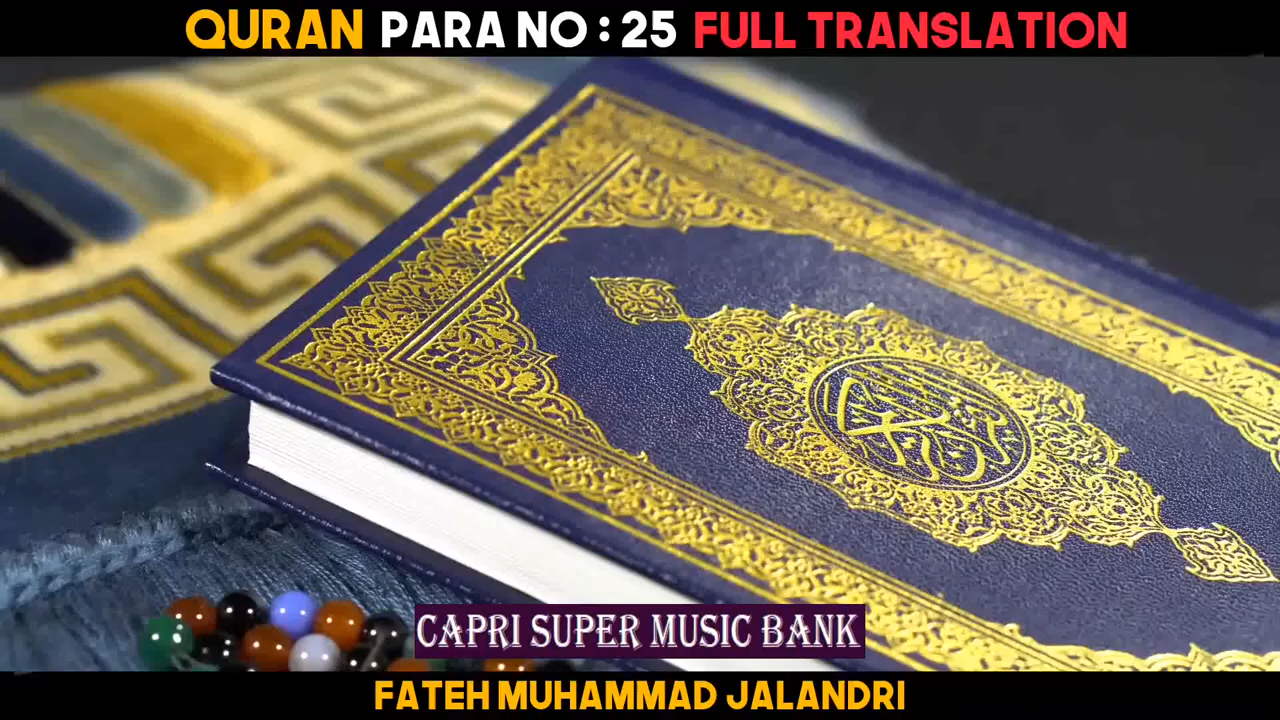 QURAN PARA NO : 25 FULL TRANSLATION
CAPRI SUPER MUSIC BANK
FATEH MUHAMMAD JALANDRI